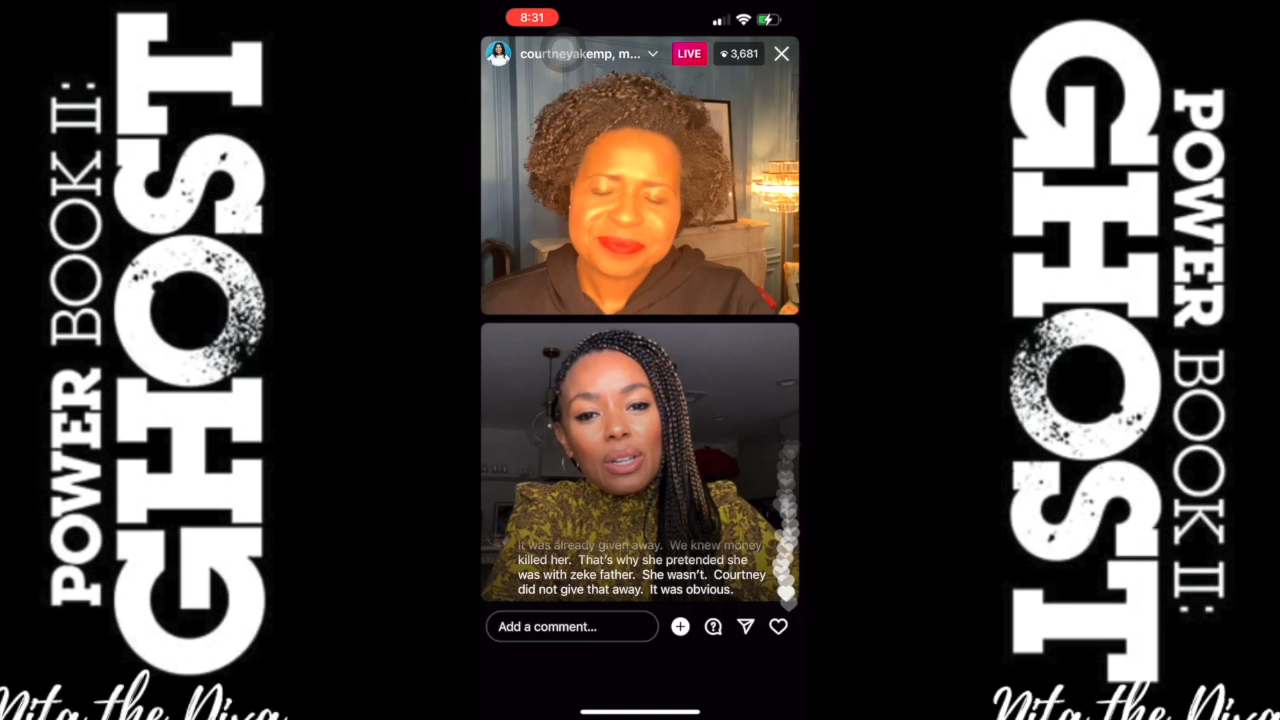 POWER BOOK II:
GHOST
Nita the Diva
8:31
courtneyakemp, m...
LIVE
3,681
It was already given away. We knew money
killed her. That's why she pretended she
was with zeke father. She wasn't. Courtney
did not give that away. It was obvious.
Add a comment...
POWER BOOK II:
GHOST
Nita the Diva